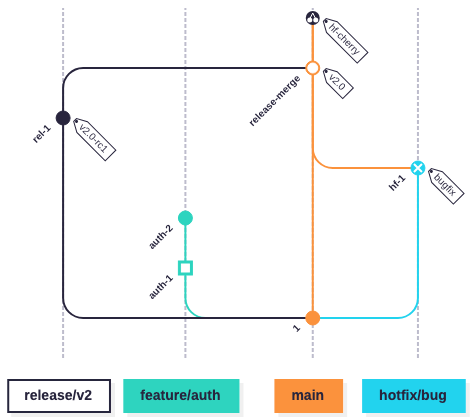 hf-cherry
release-merge
v2.0
rel-1
v2.0-rc1
hf-1
bugfix
auth-2
auth-1
1
release/v2
feature/auth
main
hotfix/bug